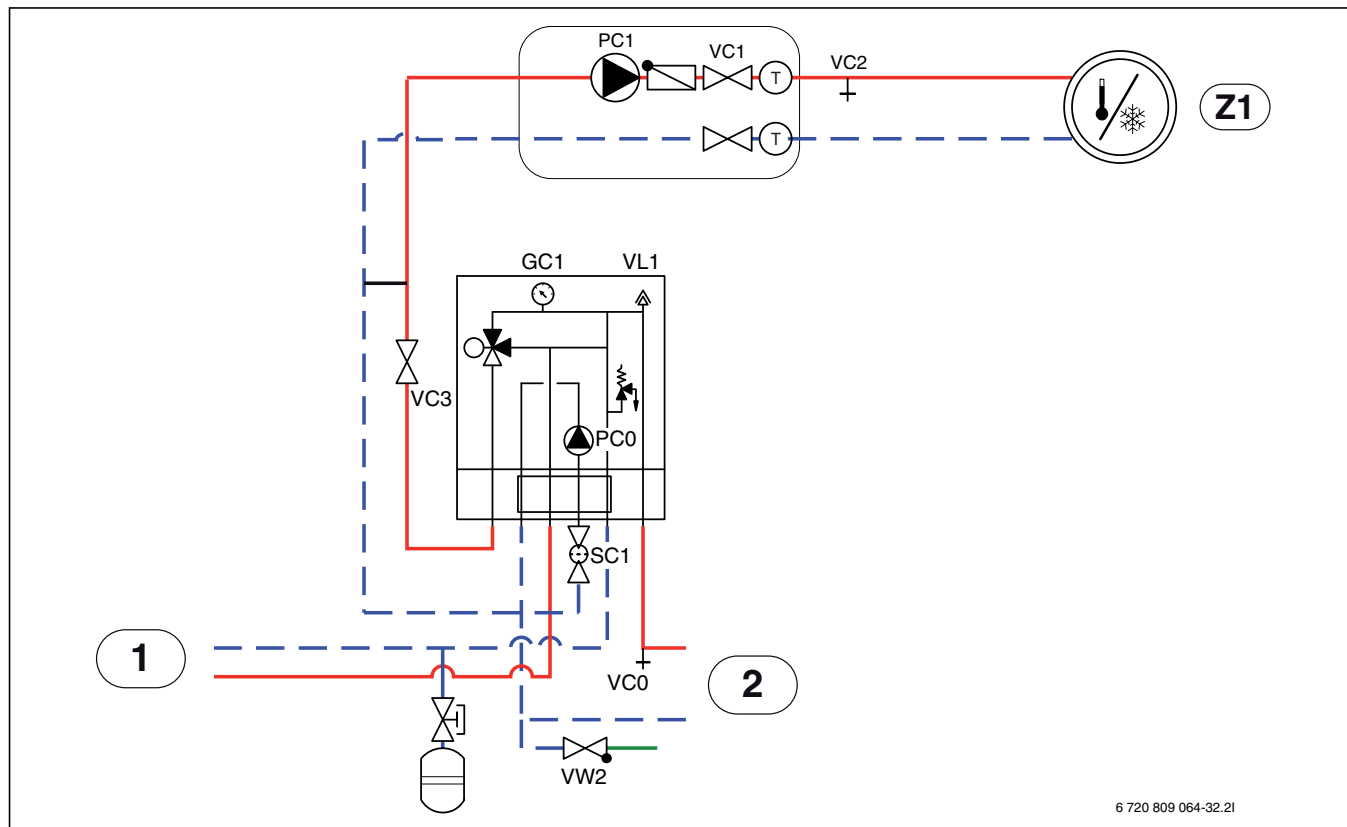 PC1
VC1
VC2
T
Z1
T
GC1
VL1
VC3
PC0
SC1
1
VC0
2
VW2
6 720 809 064-32.2I